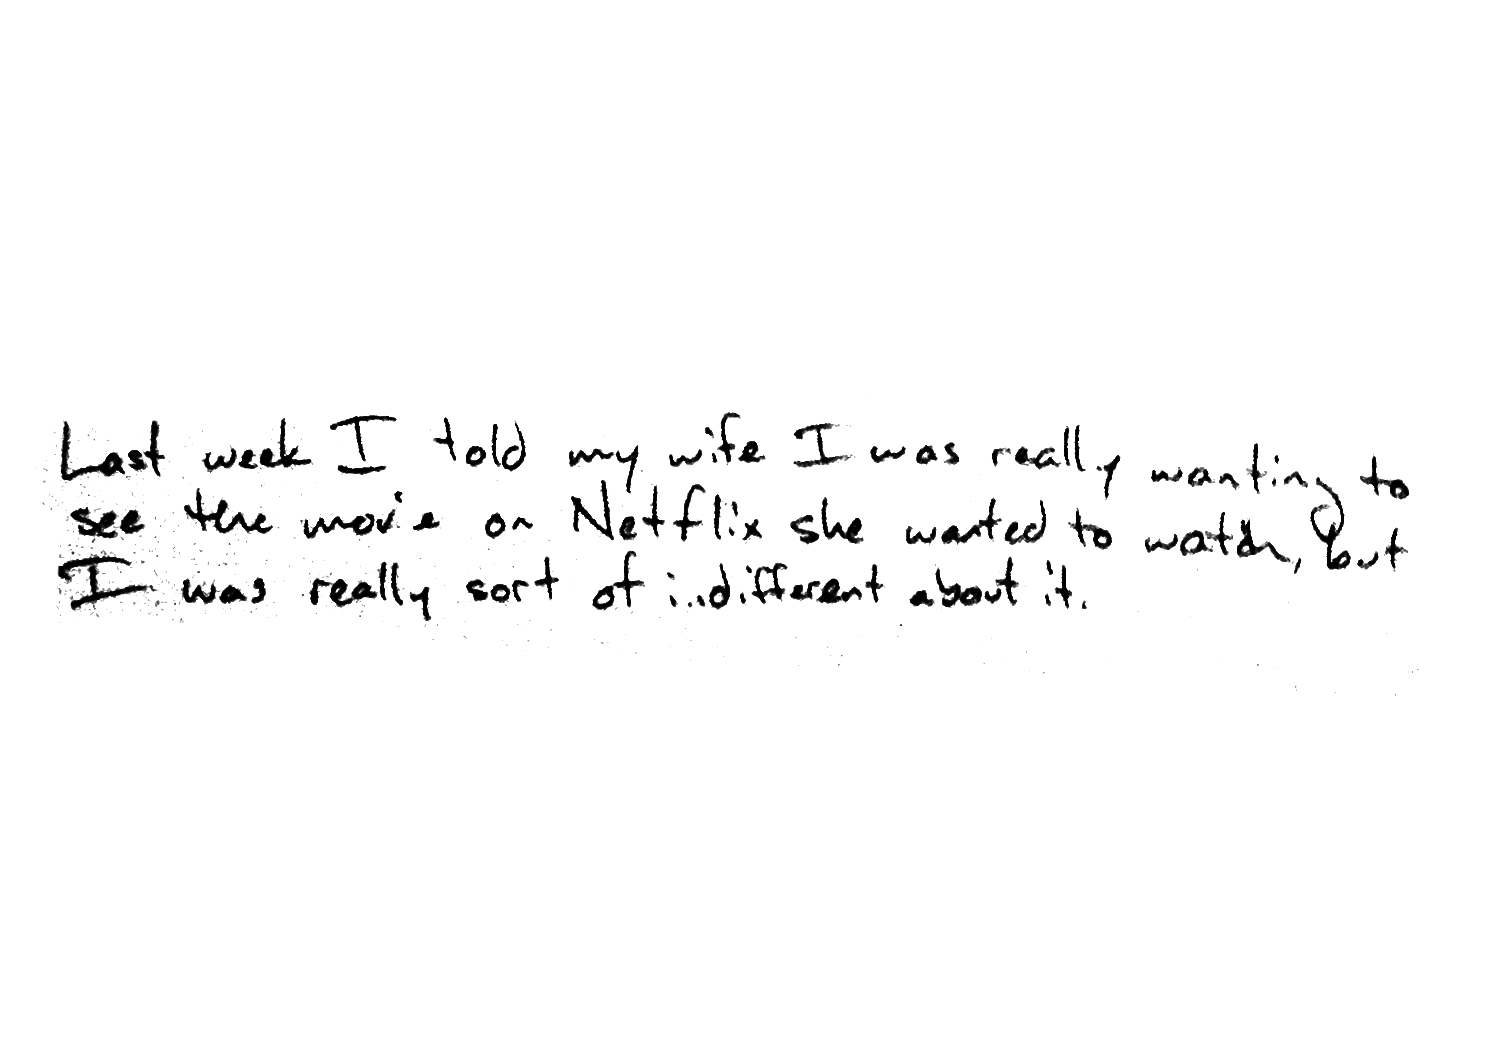 Last week I told my wife I was really wanting to
see the movie on Netflix she wanted to watch, but
I was really sort of indifferent about it.